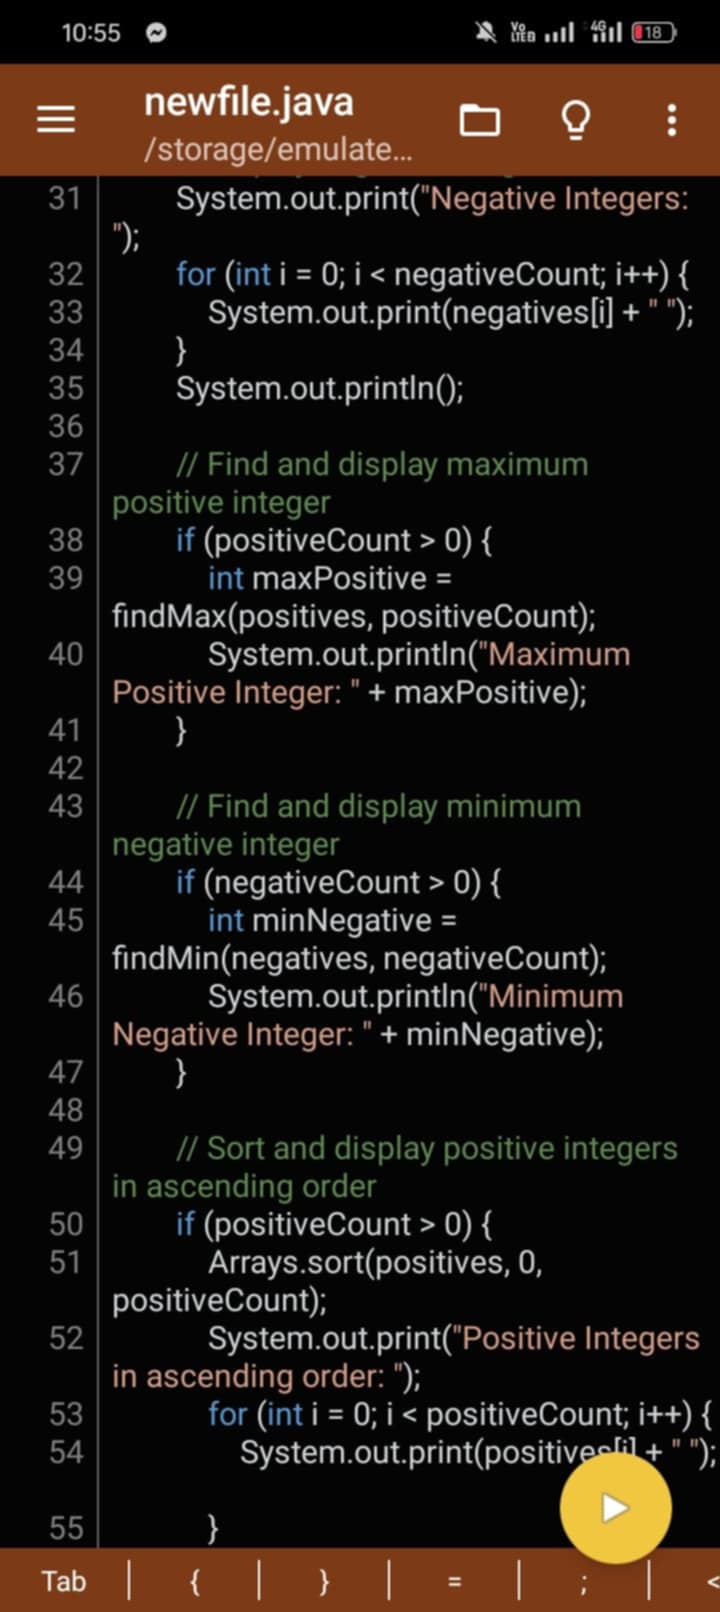 10:55 Vo LTED 4G 18
newfile.java
/storage/emulate...
31 System.out.print("Negative Integers:
");
32 for (int i = 0; i < negativeCount; i++) {
33 System.out.print(negatives[i] + " ");
34 }
35 System.out.println();
36
37 // Find and display maximum
positive integer
38 if (positiveCount > 0) {
39 int maxPositive =
findMax(positives, positiveCount);
40 System.out.println("Maximum
Positive Integer: " + maxPositive);
41 }
42
43 // Find and display minimum
negative integer
44 if (negativeCount > 0) {
45 int minNegative =
findMin(negatives, negativeCount);
46 System.out.println("Minimum
Negative Integer: " + minNegative);
47 }
48
49 // Sort and display positive integers
in ascending order
50 if (positiveCount > 0) {
51 Arrays.sort(positives, 0,
positiveCount);
52 System.out.print("Positive Integers
in ascending order: ");
53 for (int i = 0; i < positiveCount; i++) {
54 System.out.print(positives[i] + " ");
55 }
Tab | { | } | = | ; | <